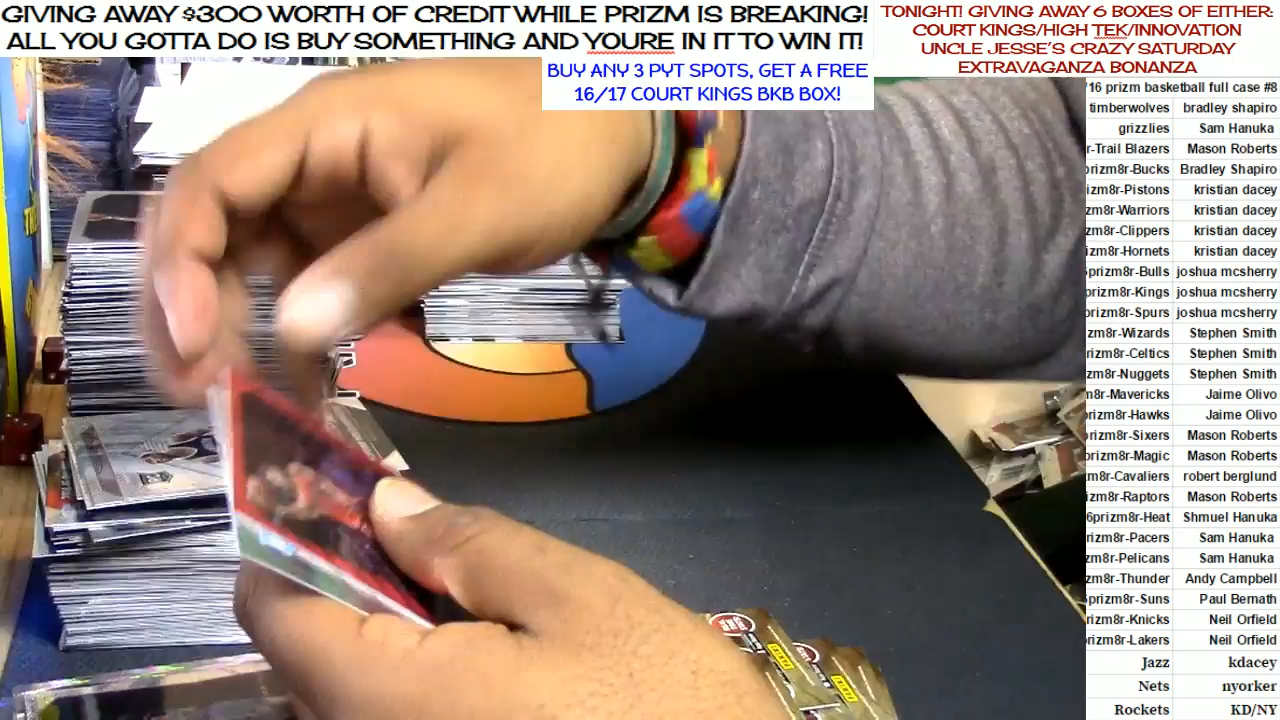 GIVING AWAY $300 WORTH OF CREDIT WHILE PRIZM IS BREAKING!
ALL YOU GOTTA DO IS BUY SOMETHING AND YOURE IN IT TO WIN IT!
TONIGHT! GIVING AWAY 6 BOXES OF EITHER:
COURT KINGS/HIGH TEK/INNOVATION
UNCLE JESSE'S CRAZY SATURDAY
EXTRAVAGANZA BONANZA
BUY ANY 3 PYT SPOTS, GET A FREE
16/17 COURT KINGS BKB BOX!
/16 prizm basketball full case #8
timberwolves bradley shapiro
grizzlies Sam Hanuka
r-Trail Blazers Mason Roberts
prizm8r-Bucks Bradley Shapiro
izm8r-Pistons kristian dacey
zm8r-Warriors kristian dacey
zm8r-Clippers kristian dacey
zm8r-Hornets kristian dacey
prizm8r-Bulls joshua mcsherry
prizm8r-Kings joshua mcsherry
prizm8r-Spurs joshua mcsherry
zm8r-Wizards Stephen Smith
izm8r-Celtics Stephen Smith
zm8r-Nuggets Stephen Smith
m8r-Mavericks Jaime Olivo
prizm8r-Hawks Jaime Olivo
prizm8r-Sixers Mason Roberts
prizm8r-Magic Mason Roberts
m8r-Cavaliers robert berglund
izm8r-Raptors Mason Roberts
6prizm8r-Heat Shmuel Hanuka
izm8r-Pacers Sam Hanuka
zm8r-Pelicans Sam Hanuka
zm8r-Thunder Andy Campbell
prizm8r-Suns Paul Bernath
rizm8r-Knicks Neil Orfield
rizm8r-Lakers Neil Orfield
Jazz kdacey
Nets nyorker
Rockets KD/NY